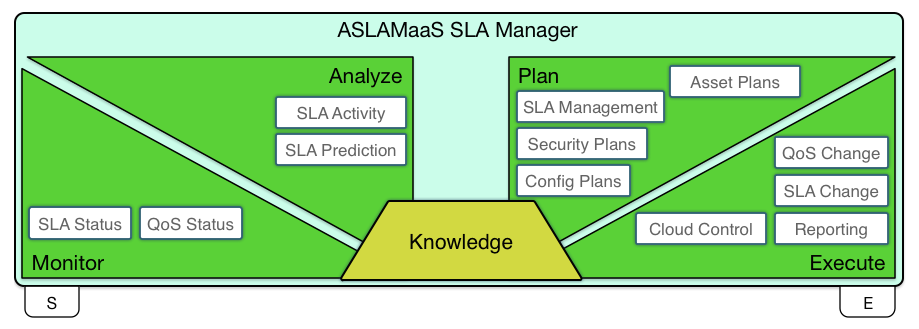 ASLAMaaS SLA Manager
Analyze
SLA Activity
SLA Prediction
Plan
Asset Plans
SLA Management
Security Plans
Config Plans
QoS Change
SLA Change
Cloud Control
Reporting
Execute
SLA Status
QoS Status
Monitor
Knowledge
S
E